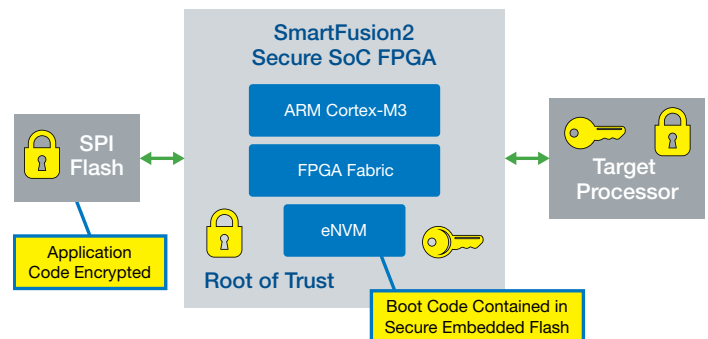 SmartFusion2
Secure SoC FPGA
ARM Cortex-M3
SPI
Flash
FPGA Fabric
Target
Processor
eNVM
Application
Code Encrypted
Root of Trust
Boot Code Contained in
Secure Embedded Flash